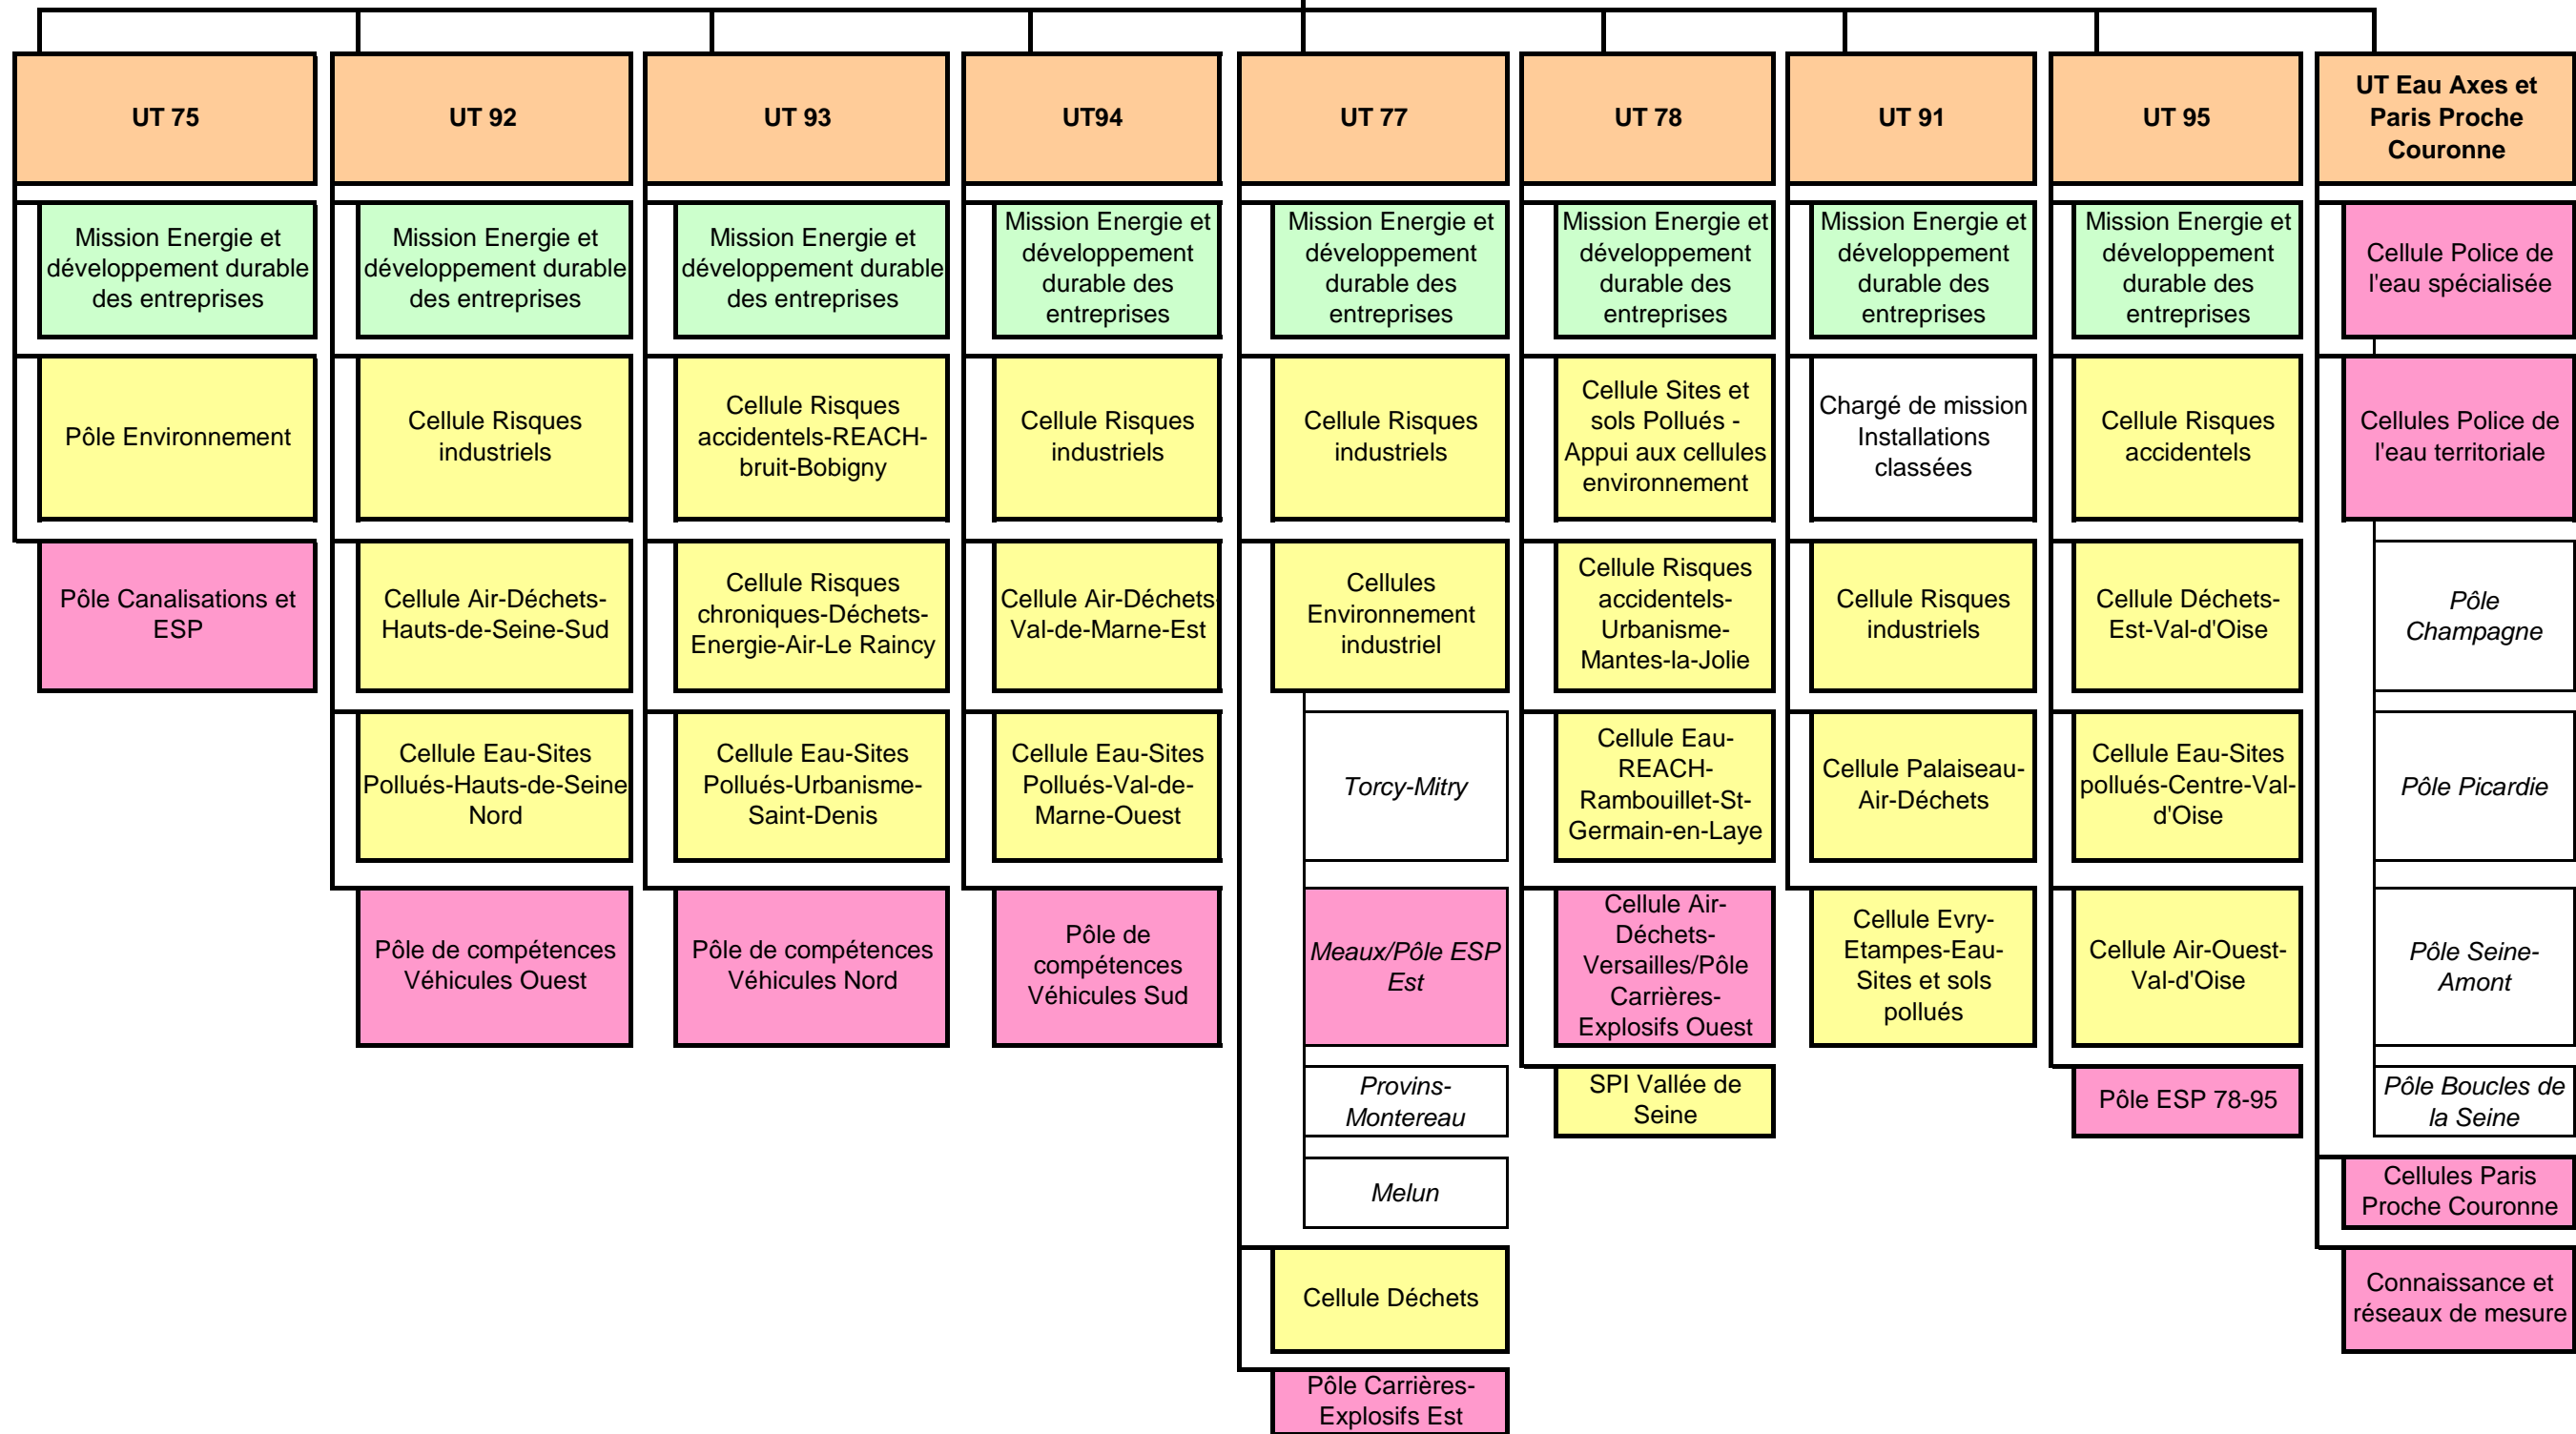 UT 75
Mission Energie et
développement durable
des entreprises
Pôle Environnement
Pôle Canalisations et
ESP
UT 92
Mission Energie et
développement durable
des entreprises
Cellule Risques
industriels
Cellule Air-Déchets-
Hauts-de-Seine-Sud
Cellule Eau-Sites
Pollués-Hauts-de-Seine
Nord
Pôle de compétences
Véhicules Ouest
UT 93
Mission Energie et
développement durable
des entreprises
Cellule Risques
accidentels-REACH-
bruit-Bobigny
Cellule Risques
chroniques-Déchets-
Energie-Air-Le Raincy
Cellule Eau-Sites
Pollués-Urbanisme-
Saint-Denis
Pôle de compétences
Véhicules Nord
UT94
Mission Energie et
développement
durable des
entreprises
Cellule Risques
industriels
Cellule Air-Déchets
Val-de-Marne-Est
Cellule Eau-Sites
Pollués-Val-de-
Marne-Ouest
Pôle de
compétences
Véhicules Sud
UT 77
Mission Energie et
développement
durable des
entreprises
Cellule Risques
industriels
Cellules
Environnement
industriel
Torcy-Mitry
Meaux/Pôle ESP
Est
Provins-
Montereau
Melun
Cellule Déchets
Pôle Carrières-
Explosifs Est
UT 78
Mission Energie et
développement
durable des
entreprises
Cellule Sites et
sols Pollués -
Appui aux cellules
environnement
Cellule Risques
accidentels-
Urbanisme-
Mantes-la-Jolie
Cellule Eau-
REACH-
Rambouillet-St-
Germain-en-Laye
Cellule Air-
Déchets-
Versailles/Pôle
Carrières-
Explosifs Ouest
SPI Vallée de
Seine
UT 91
Mission Energie et
développement
durable des
entreprises
Chargé de mission
Installations
classées
Cellule Risques
industriels
Cellule Palaiseau-
Air-Déchets
Cellule Evry-
Etampes-Eau-
Sites et sols
pollués
UT 95
Mission Energie et
développement
durable des
entreprises
Cellule Risques
accidentels
Cellule Déchets-
Est-Val-d'Oise
Cellule Eau-Sites
pollués-Centre-Val-
d'Oise
Cellule Air-Ouest-
Val-d'Oise
Pôle ESP 78-95
UT Eau Axes et
Paris Proche
Couronne
Cellule Police de
l'eau spécialisée
Cellules Police de
l'eau territoriale
Pôle
Champagne
Pôle Picardie
Pôle Seine-
Amont
Pôle Boucles de
la Seine
Cellules Paris
Proche Couronne
Connaissance et
réseaux de mesure